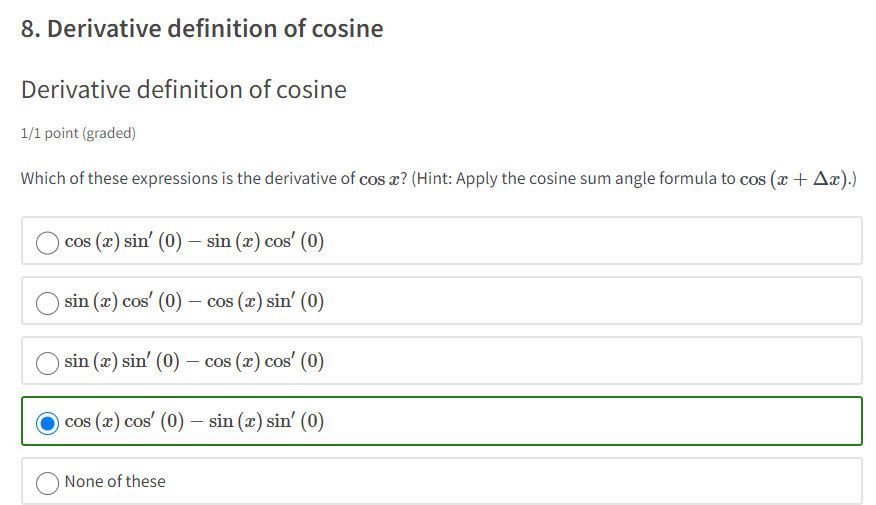 8. Derivative definition of cosine
Derivative definition of cosine
1/1 point (graded)
Which of these expressions is the derivative of cos x? (Hint: Apply the cosine sum angle formula to cos (x + Δx).)
cos (x) sin′ (0) − sin (x) cos′ (0)
sin (x) cos′ (0) − cos (x) sin′ (0)
sin (x) sin′ (0) − cos (x) cos′ (0)
cos (x) cos′ (0) − sin (x) sin′ (0)
None of these